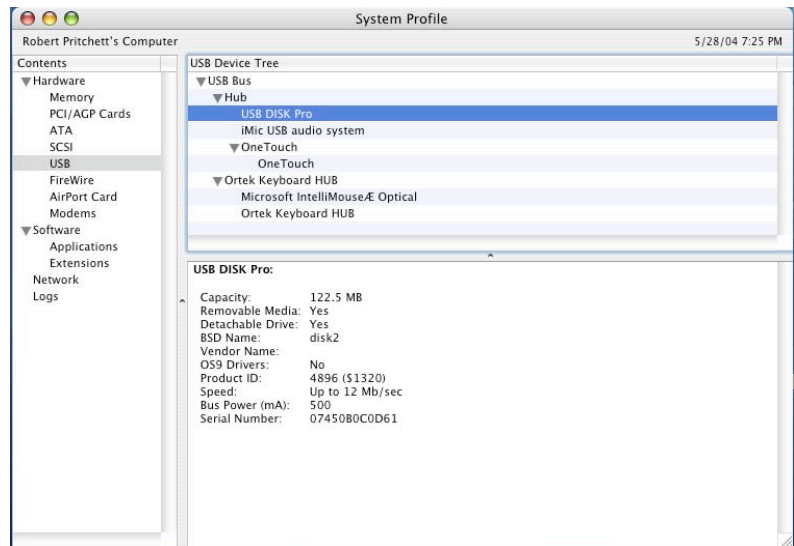 System Profile
Robert Pritchett's Computer 5/28/04 7:25 PM
Contents
Hardware
Memory
PCI/AGP Cards
ATA
SCSI
USB
FireWire
AirPort Card
Modems
Software
Applications
Extensions
Network
Logs
USB Device Tree
USB Bus
Hub
USB DISK Pro
iMic USB audio system
OneTouch
OneTouch
Ortek Keyboard HUB
Microsoft IntelliMouseÆ Optical
Ortek Keyboard HUB
USB DISK Pro:
Capacity: 122.5 MB
Removable Media: Yes
Detachable Drive: Yes
BSD Name: disk2
Vendor Name:
OS9 Drivers: No
Product ID: 4896 ($1320)
Speed: Up to 12 Mb/sec
Bus Power (mA): 500
Serial Number: 07450B0C0D61